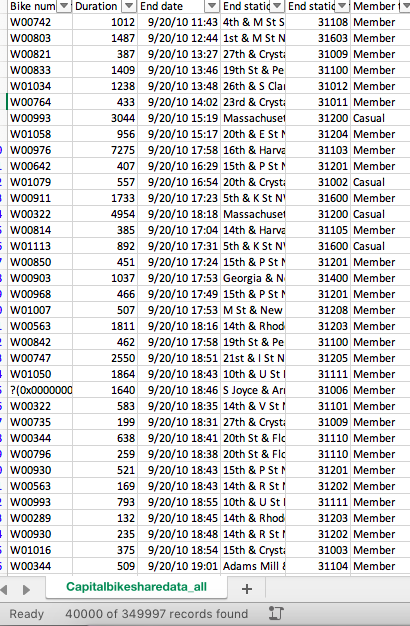 Bike num Duration End date End static End static Member t
W00742 1012 9/20/10 11:43 4th & M St S 31108 Member
W00803 1487 9/20/10 12:44 1st & M St N 31603 Member
W00821 387 9/20/10 13:27 27th & Cryst 31009 Member
W00833 1409 9/20/10 13:46 19th St & Pe 31100 Member
W01034 1238 9/20/10 13:48 26th & S Clar 31012 Member
W00764 433 9/20/10 14:02 23rd & Cryst 31011 Member
W00993 3044 9/20/10 15:19 Massachuset 31200 Casual
W01058 956 9/20/10 15:17 20th & E St N 31204 Member
W00976 7275 9/20/10 17:58 16th & Harva 31103 Member
W00642 407 9/20/10 16:29 15th & P St N 31201 Member
W01079 557 9/20/10 16:54 20th & Cryst 31002 Casual
W00911 1733 9/20/10 17:23 5th & K St NV 31600 Member
W00322 4954 9/20/10 18:18 Massachuset 31200 Casual
W00814 385 9/20/10 17:04 14th & Harva 31105 Member
W01113 892 9/20/10 17:31 5th & K St NV 31600 Casual
W00850 451 9/20/10 17:24 15th & P St N 31201 Member
W00903 1037 9/20/10 17:53 Georgia & N 31400 Member
W00968 466 9/20/10 17:49 15th & P St N 31201 Member
W01007 507 9/20/10 17:53 M St & New 31208 Member
W00563 1811 9/20/10 18:16 14th & Rhod 31203 Member
W00842 462 9/20/10 17:58 19th St & Pe 31100 Member
W00747 2550 9/20/10 18:51 21st & I St N 31205 Member
W01050 1864 9/20/10 18:43 10th & U St I 31111 Member
?(0x0000000 1640 9/20/10 18:46 S Joyce & Arr 31006 Member
W00322 583 9/20/10 18:35 14th & V St N 31101 Member
W00735 199 9/20/10 18:31 27th & Cryst 31009 Member
W00344 638 9/20/10 18:41 20th St & Flo 31110 Member
W00796 259 9/20/10 18:38 20th St & Flo 31110 Member
W00930 521 9/20/10 18:43 15th & P St N 31201 Member
W00563 169 9/20/10 18:43 14th & R St N 31202 Member
W00993 793 9/20/10 18:55 10th & U St I 31111 Member
W00289 132 9/20/10 18:45 14th & Rhod 31203 Member
W00930 235 9/20/10 18:48 14th & R St N 31202 Member
W01016 375 9/20/10 18:54 15th & Cryst 31003 Member
W00344 509 9/20/10 19:01 Adams Mill & 31104 Member
Capitalbikesharedata_all +
Ready 40000 of 349997 records found